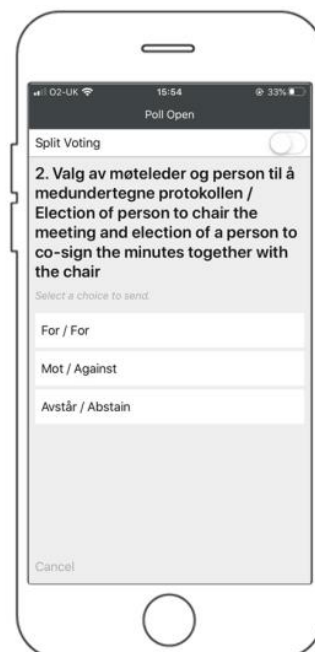 O2-UK 15:54 33%
Poll Open
Split Voting
2. Valg av møteleder og person til å
medundertegne protokollen /
Election of person to chair the
meeting and election of a person to
co-sign the minutes together with
the chair
Select a choice to send.
For / For
Mot / Against
Avstår / Abstain
Cancel